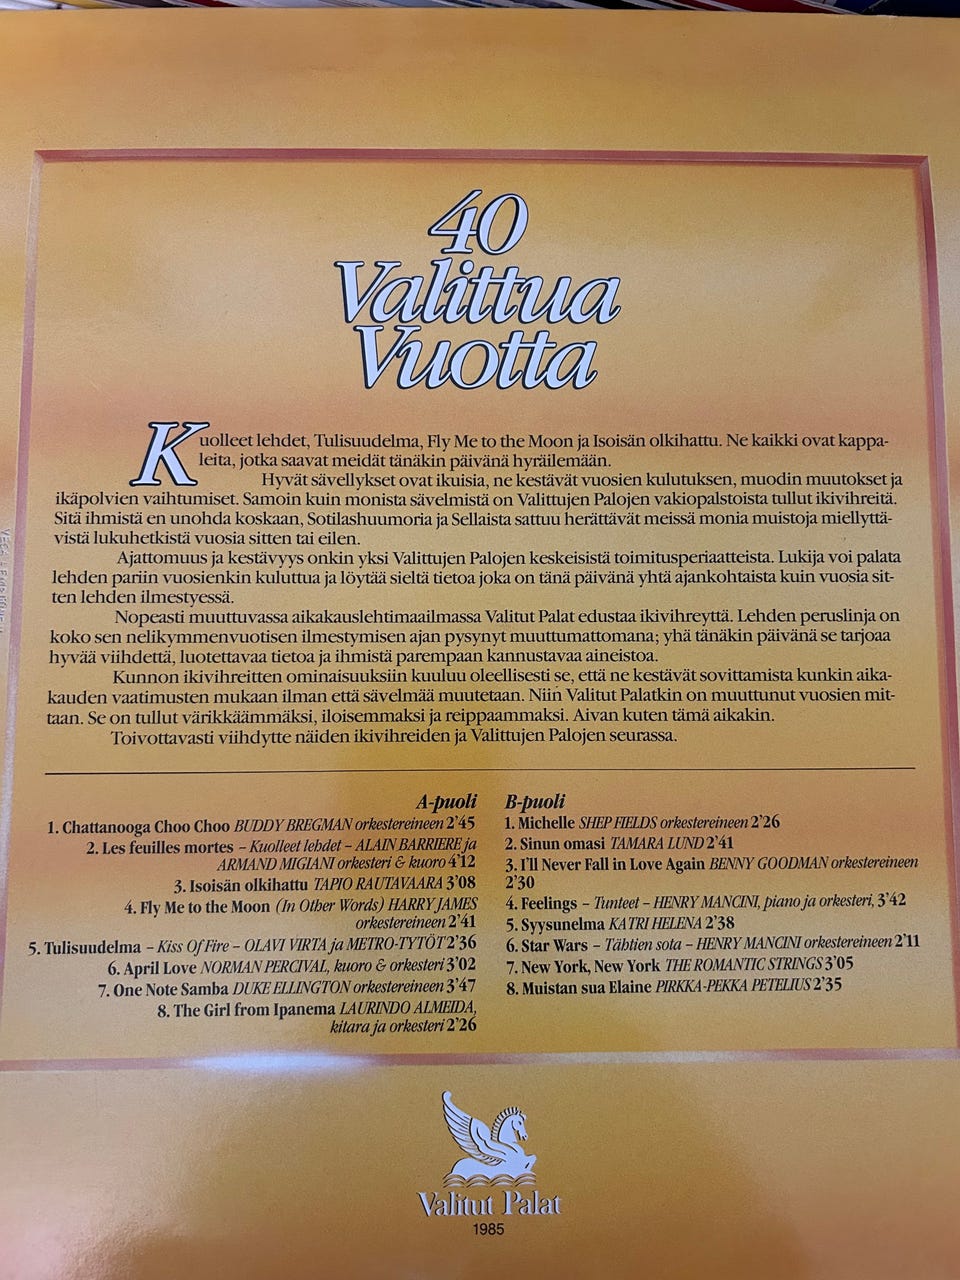 40
Valittua
Vuotta
Kuolleet lehdet, Tulisuudelma, Fly Me to the Moon ja Isoisän olkihattu. Ne kaikki ovat kappa-
leita, jotka saavat meidät tänäkin päivänä hyräilemään.
Hyvät sävellykset ovat ikuisia, ne kestävät vuosien kulutuksen, muodin muutokset ja
ikäpolvien vaihtumiset. Samoin kuin monista sävelmistä on Valittujen Palojen vakiopalstoista tullut ikivihreitä.
Sitä ihmistä en unohda koskaan, Sotilashuumoria ja Sellaista sattuu herättävät meissä monia muistoja miellyttä-
vistä lukuhetkistä vuosia sitten tai eilen.
Ajattomuus ja kestävyys onkin yksi Valittujen Palojen keskeisistä toimitusperiaatteista. Lukija voi palata
lehden pariin vuosienkin kuluttua ja löytää sieltä tietoa joka on tänä päivänä yhtä ajankohtaista kuin vuosia sit-
ten lehden ilmestyessä.
Nopeasti muuttuvassa aikakauslehtimaailmassa Valitut Palat edustaa ikivihreyttä. Lehden peruslinja on
koko sen nelikymmenvuotisen ilmestymisen ajan pysynyt muuttumattomana; yhä tänäkin päivänä se tarjoaa
hyvää viihdettä, luotettavaa tietoa ja ihmistä parempaan kannustavaa aineistoa.
Kunnon ikivihreitten ominaisuuksiin kuuluu oleellisesti se, että ne kestävät sovittamista kunkin aika-
kauden vaatimusten mukaan ilman että sävelmää muutetaan. Niin Valitut Palatkin on muuttunut vuosien mit-
taan. Se on tullut värikkäämmäksi, iloisemmaksi ja reippaammaksi. Aivan kuten tämä aikakin.
Toivottavasti viihdytte näiden ikivihreiden ja Valittujen Palojen seurassa.
A-puoli
1. Chattanooga Choo Choo BUDDY BREGMAN orkestereineen 2'45
2. Les feuilles mortes – Kuolleet lehdet – ALAIN BARRIERE ja
ARMAND MIGIANI orkesteri & kuoro 4'12
3. Isoisän olkihattu TAPIO RAUTAVAARA 3'08
4. Fly Me to the Moon (In Other Words) HARRY JAMES
orkestereineen 2'41
5. Tulisuudelma – Kiss Of Fire – OLAVI VIRTA ja METRO-TYTÖT 2'36
6. April Love NORMAN PERCIVAL, kuoro & orkesteri 3'02
7. One Note Samba DUKE ELLINGTON orkestereineen 3'47
8. The Girl from Ipanema LAURINDO ALMEIDA,
kitara ja orkesteri 2'26
B-puoli
1. Michelle SHEP FIELDS orkestereineen 2'26
2. Sinun omasi TAMARA LUND 2'41
3. I'll Never Fall in Love Again BENNY GOODMAN orkestereineen
2'30
4. Feelings – Tunteet – HENRY MANCINI, piano ja orkesteri, 3'42
5. Syysunelma KATRI HELENA 2'38
6. Star Wars – Tähtien sota – HENRY MANCINI orkestereineen 2'11
7. New York, New York THE ROMANTIC STRINGS 3'05
8. Muistan sua Elaine PIRKKA-PEKKA PETELIUS 2'35
Valitut Palat
1985